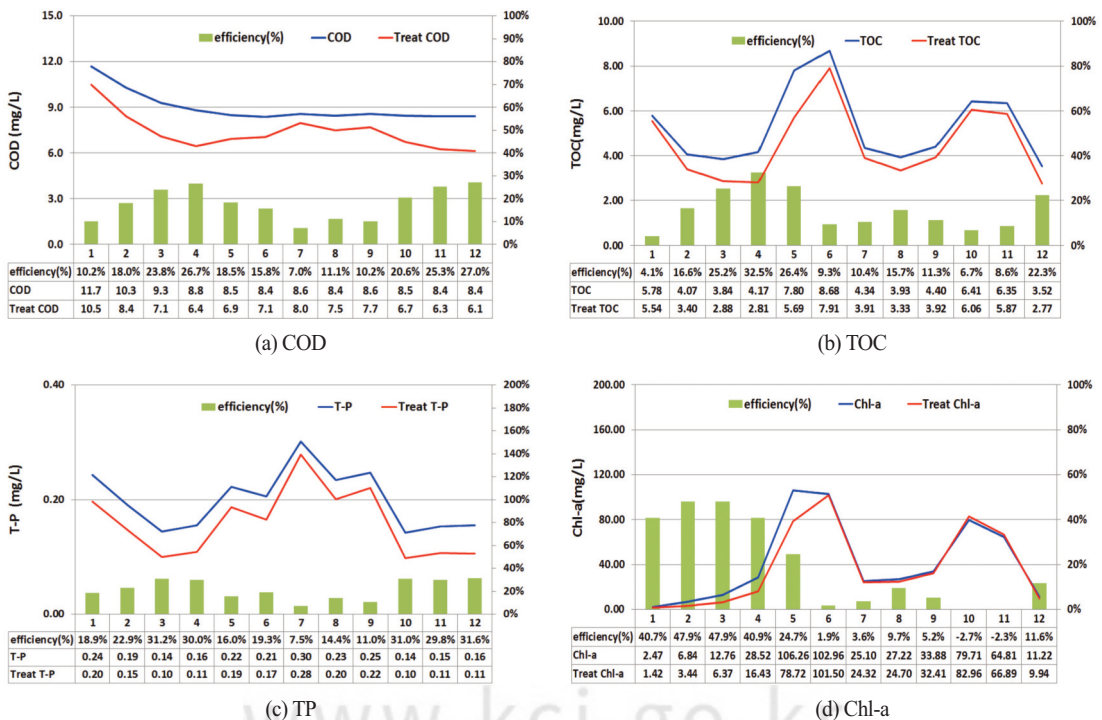 15.0 100%
efficiency(%) COD Treat COD 90%
12.0 80%
70%
9.0 60%
50%
6.0 40%
30%
3.0 20%
10%
0.0 0%
COD (mg/L)
1 2 3 4 5 6 7 8 9 10 11 12
efficiency(%) 10.2% 18.0% 23.8% 26.7% 18.5% 15.8% 7.0% 11.1% 10.2% 20.6% 25.3% 27.0%
COD 11.7 10.3 9.3 8.8 8.5 8.4 8.6 8.4 8.6 8.5 8.4 8.4
Treat COD 10.5 8.4 7.1 6.4 6.9 7.1 8.0 7.5 7.7 6.7 6.3 6.1
(a) COD
10.00 100%
efficiency(%) TOC Treat TOC
8.00 80%
6.00 60%
4.00 40%
2.00 20%
0.00 0%
TOC(mg/L)
1 2 3 4 5 6 7 8 9 10 11 12
efficiency(%) 4.1% 16.6% 25.2% 32.5% 26.4% 9.3% 10.4% 15.7% 11.3% 6.7% 8.6% 22.3%
TOC 5.78 4.07 3.84 4.17 7.80 8.68 4.34 3.93 4.40 6.41 6.35 3.52
Treat TOC 5.54 3.40 2.88 2.81 5.69 7.91 3.91 3.33 3.92 6.06 5.87 2.77
(b) TOC
0.40 200%
efficiency(%) T-P Treat T-P 180%
160%
140%
120%
0.20 100%
80%
60%
40%
20%
0.00 0%
T-P (mg/L)
1 2 3 4 5 6 7 8 9 10 11 12
efficiency(%) 18.9% 22.9% 31.2% 30.0% 16.0% 19.3% 7.5% 14.4% 11.0% 31.0% 29.8% 31.6%
T-P 0.24 0.19 0.14 0.16 0.22 0.21 0.30 0.23 0.25 0.14 0.15 0.16
Treat T-P 0.20 0.15 0.10 0.11 0.19 0.17 0.28 0.20 0.22 0.10 0.11 0.11
(c) TP
200.00 100%
efficiency(%) Chl-a Treat Chl-a
160.00 80%
120.00 60%
80.00 40%
40.00 20%
0.00 0%
Chl-a(mg/L)
1 2 3 4 5 6 7 8 9 10 11 12
efficiency(%) 40.7% 47.9% 47.9% 40.9% 24.7% 1.9% 3.6% 9.7% 5.2% -2.7% -2.3% 11.6%
Chl-a 2.47 6.84 12.76 28.52 106.26 102.96 25.10 27.22 33.88 79.71 64.81 11.22
Treat Chl-a 1.42 3.44 6.37 16.43 78.72 101.50 24.32 24.70 32.41 82.96 66.89 9.94
(d) Chl-a